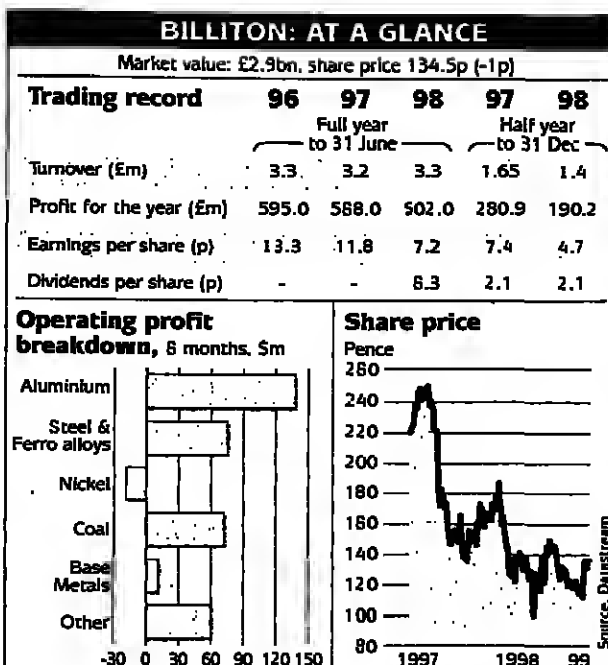 BILLITON: AT A GLANCE
Market value: £2.9bn, share price 134.5p (-1p)
Trading record 96 97 98 97 98
Full year to 31 June
Half year to 31 Dec
Turnover (£m) 3.3 3.2 3.3 1.65 1.4
Profit for the year (£m) 595.0 588.0 502.0 280.9 190.2
Earnings per share (p) 13.3 11.8 7.2 7.4 4.7
Dividends per share (p) - - 6.3 2.1 2.1
Operating profit
breakdown, 6 months. $m
Aluminium
Steel &
Ferro alloys
Nickel
Coal
Base
Metals
Other
-30 0 30 60 90 120 150
Share price
Pence
260
240
220
200
180
160
140
120
100
80
1997 1998 99
Source: Datastream